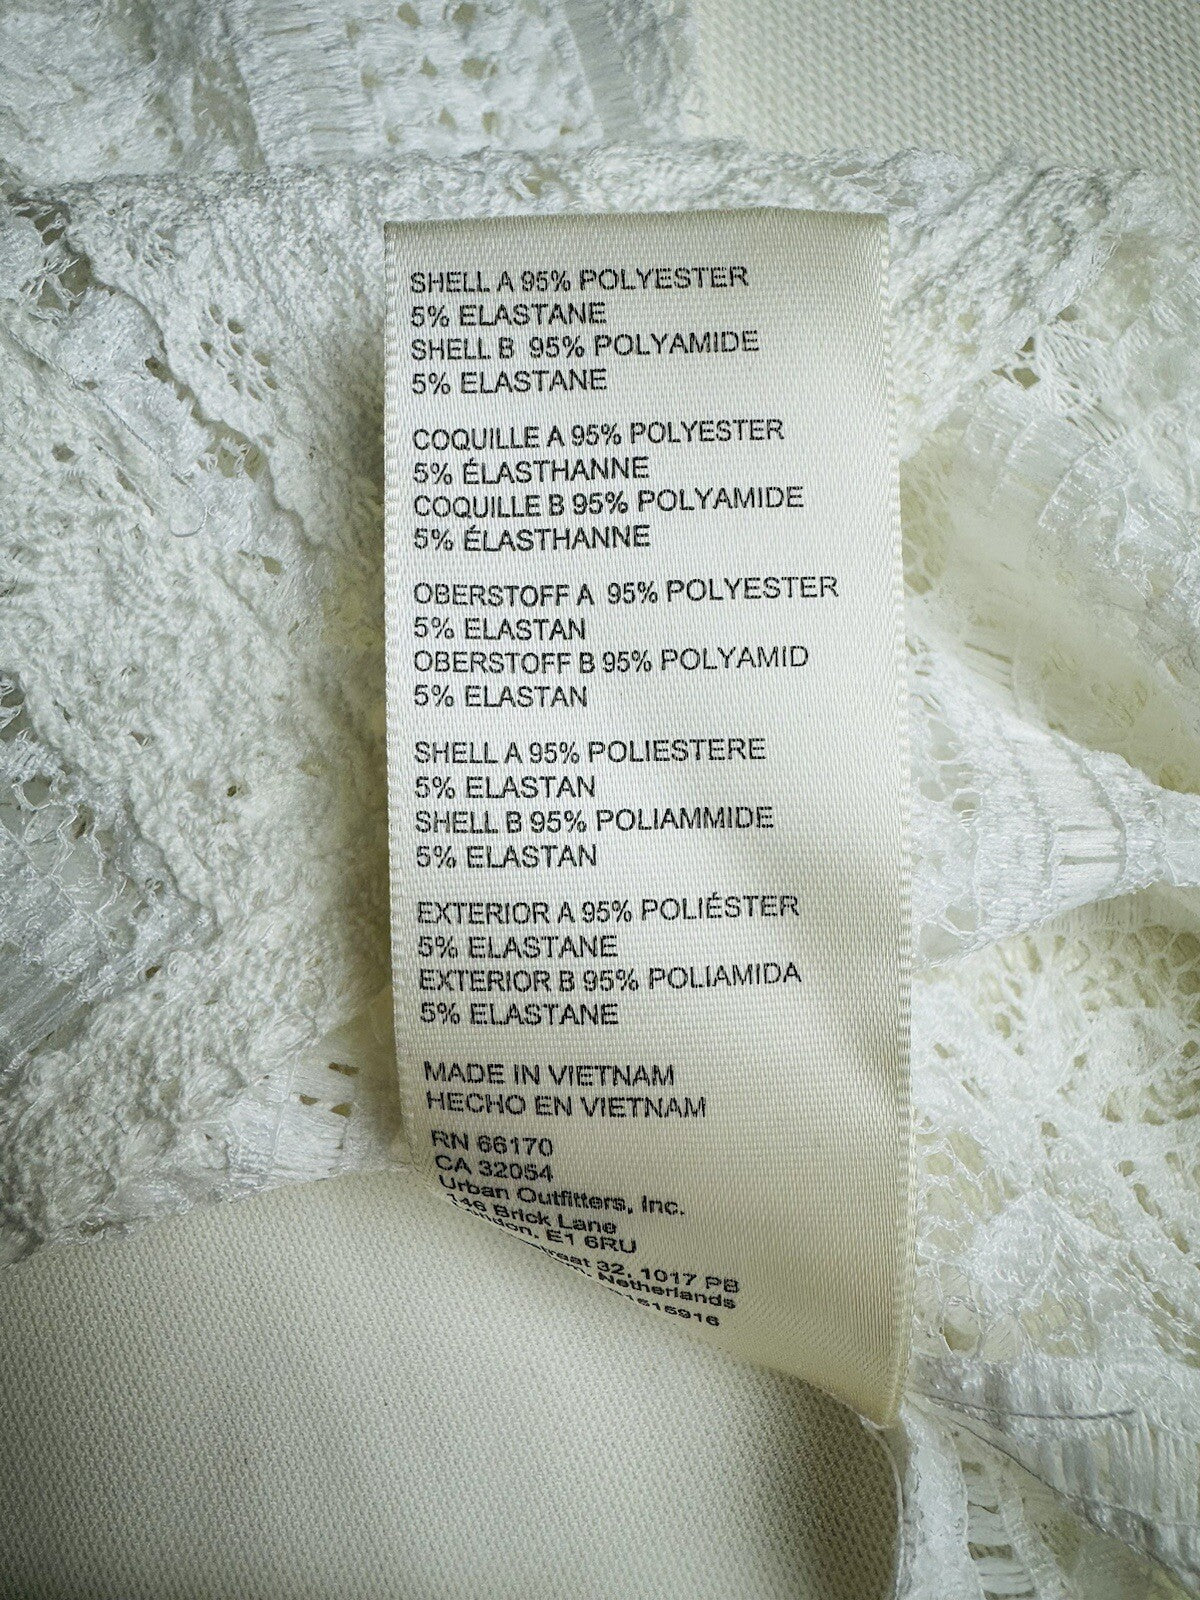 SHELL A 95% POLYESTER
5% ELASTANE
SHELL B 95% POLYAMIDE
5% ELASTANE
COQUILLE A 95% POLYESTER
5% ÉLASTHANNE
COQUILLE B 95% POLYAMIDE
5% ÉLASTHANNE
OBERSTOFF A 95% POLYESTER
5% ELASTAN
OBERSTOFF B 95% POLYAMID
5% ELASTAN
SHELL A 95% POLIESTERE
5% ELASTAN
SHELL B 95% POLIAMMIDE
5% ELASTAN
EXTERIOR A 95% POLIÉSTER
5% ELASTANE
EXTERIOR B 95% POLIAMIDA
5% ELASTANE
MADE IN VIETNAM
HECHO EN VIETNAM
RN 66170
CA 32054
Urban Outfitters, Inc.
146 Brick Lane
E1 6RU
32, 1017 PB
Netherlands